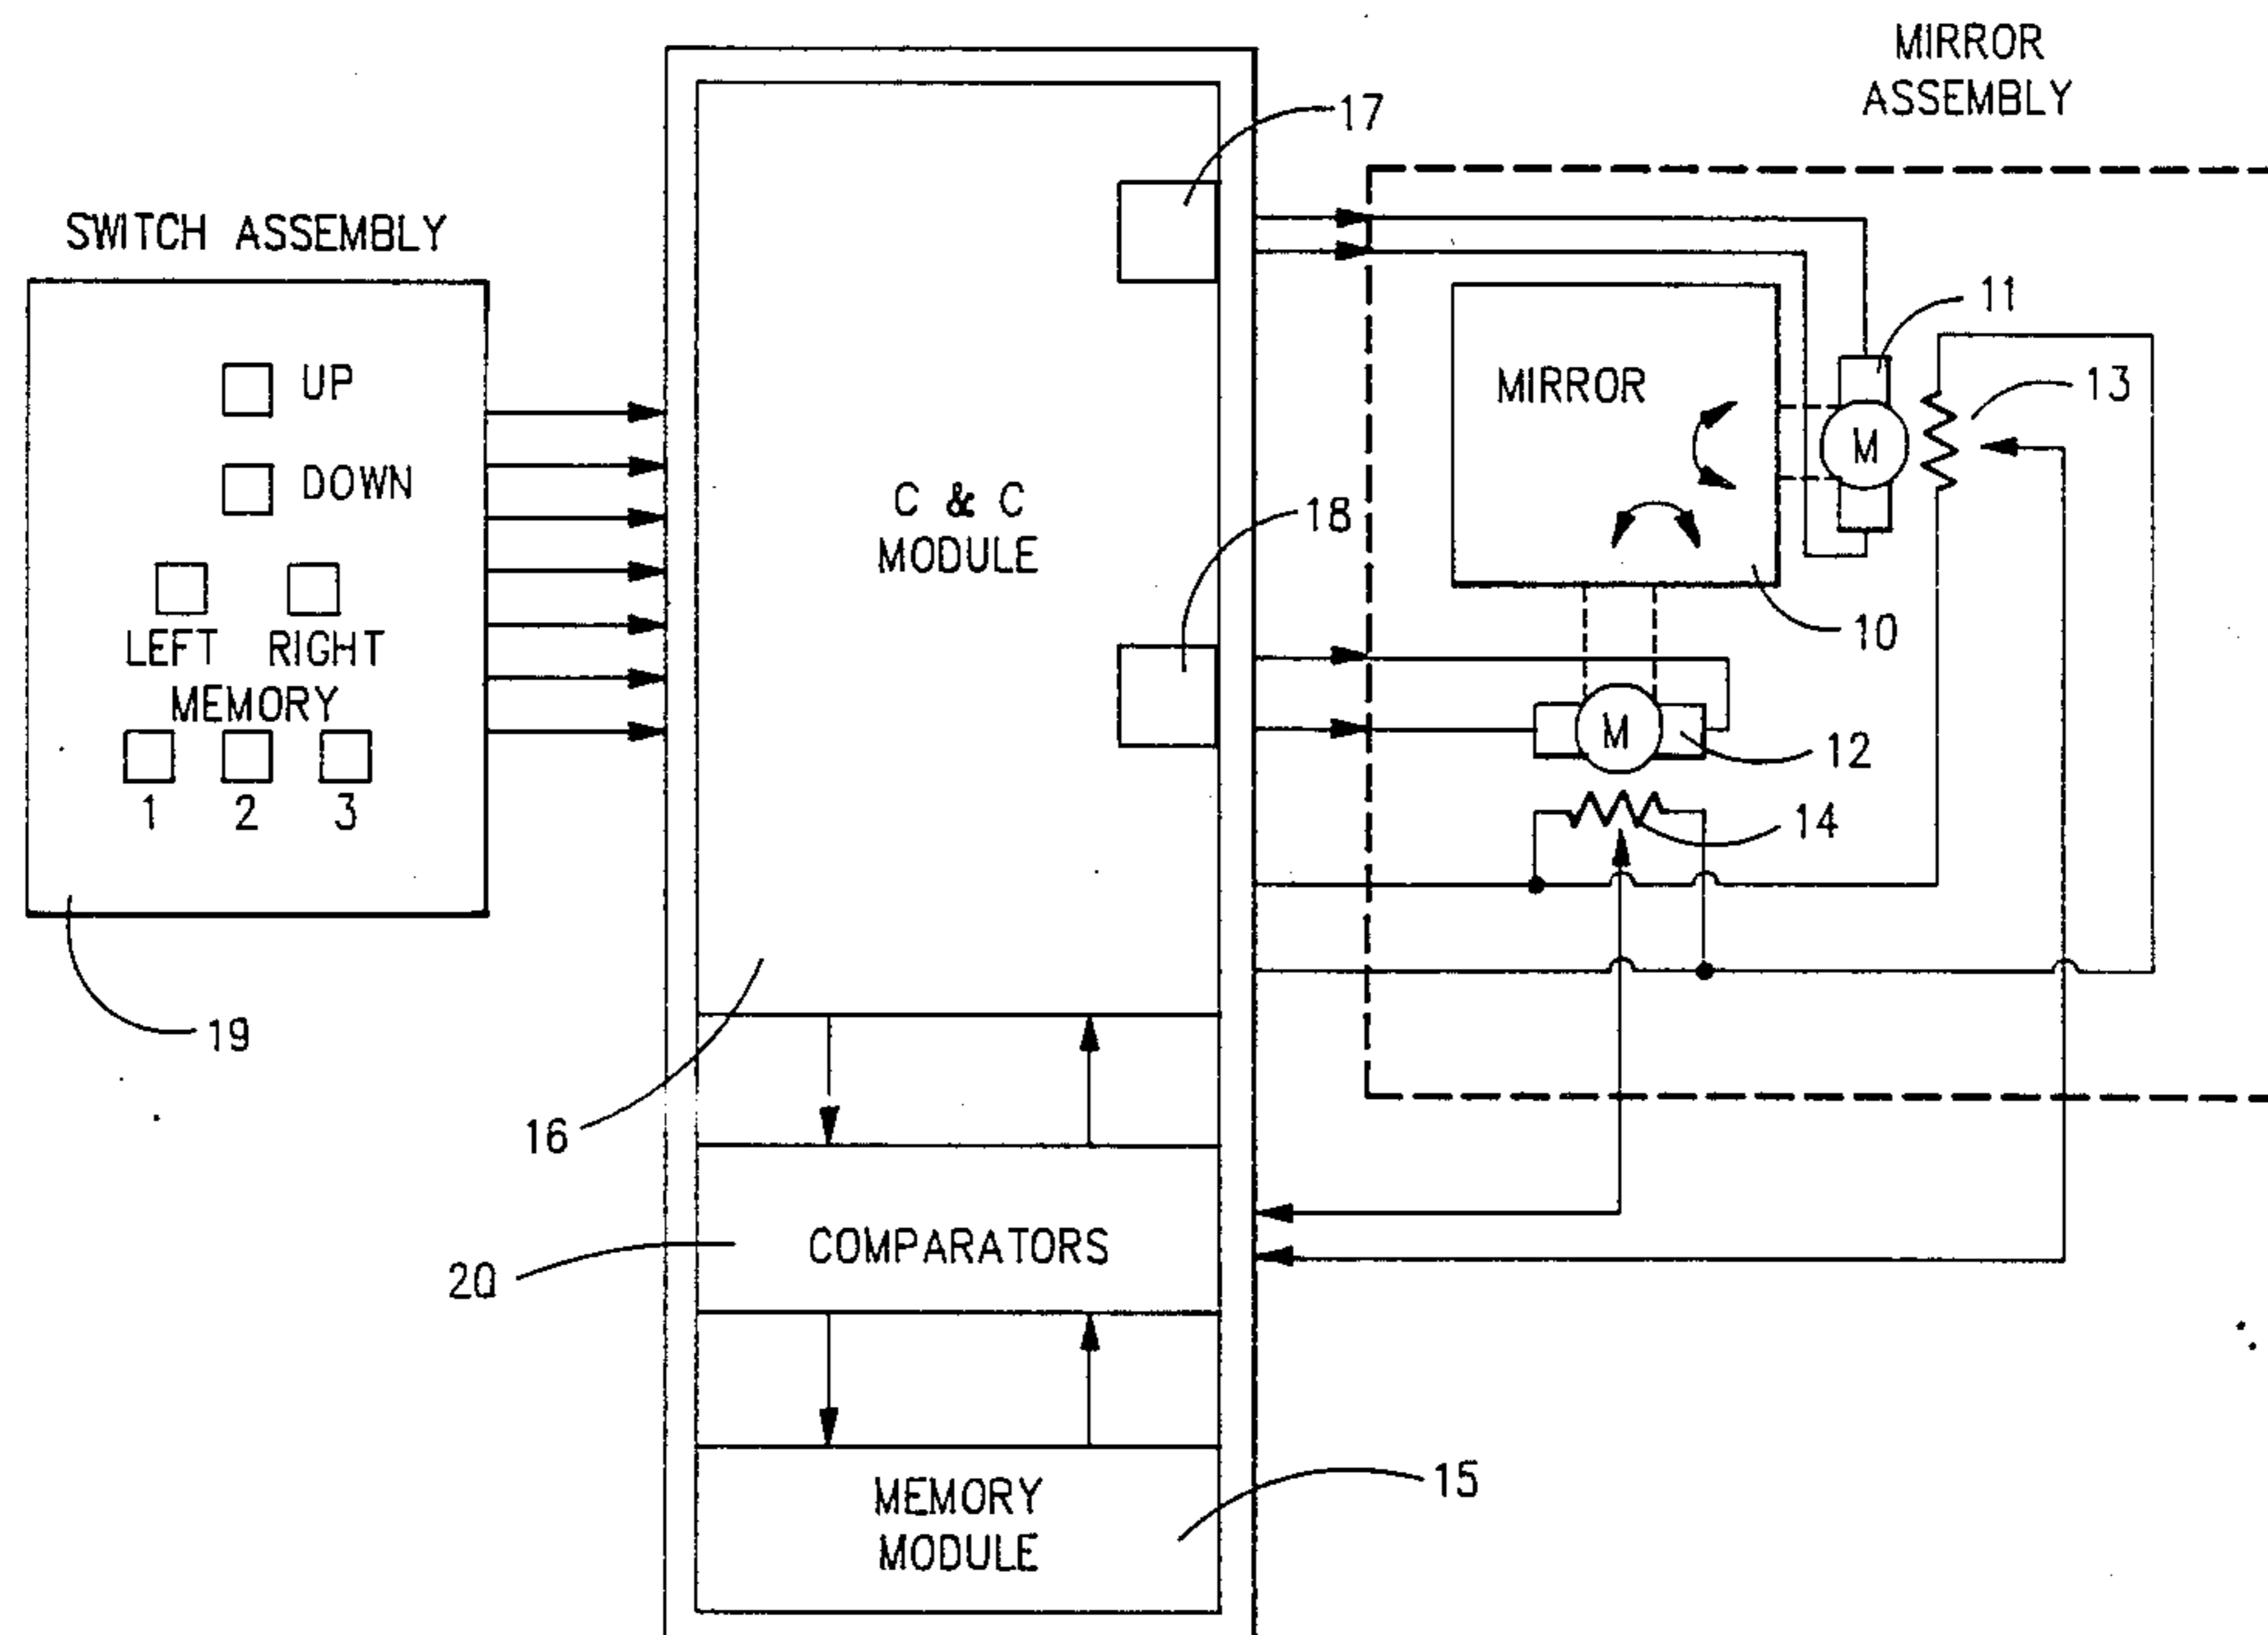 MIRROR
ASSEMBLY
17
SWITCH ASSEMBLY
UP
DOWN
LEFT RIGHT
MEMORY
1 2 3
19
C & C
MODULE
18
16
MIRROR
11
M
13
10
M
12
14
20
COMPARATORS
MEMORY
MODULE
15